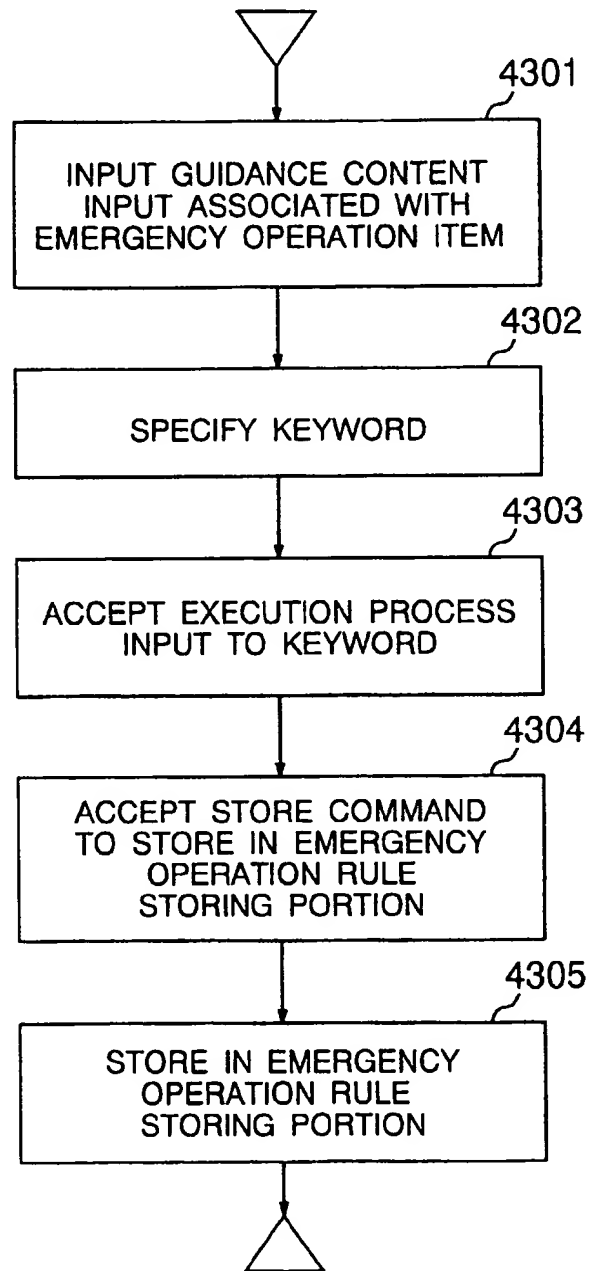 4301
INPUT GUIDANCE CONTENT
INPUT ASSOCIATED WITH
EMERGENCY OPERATION ITEM
4302
SPECIFY KEYWORD
4303
ACCEPT EXECUTION PROCESS
INPUT TO KEYWORD
4304
ACCEPT STORE COMMAND
TO STORE IN EMERGENCY
OPERATION RULE
STORING PORTION
4305
STORE IN EMERGENCY
OPERATION RULE
STORING PORTION